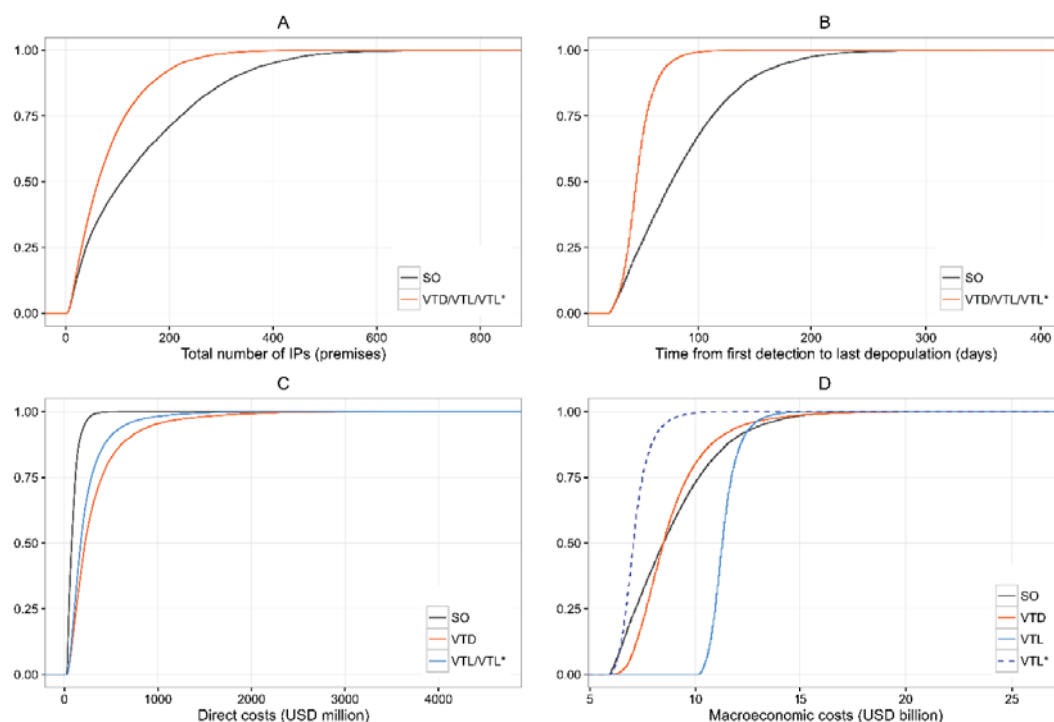 A
1.00
0.75
0.50
0.25
0.00
SO
VTD/VTL/VTL*
0 200 400 600 800
Total number of IPs (premises)
B
1.00
0.75
0.50
0.25
0.00
SO
VTD/VTL/VTL*
100 200 300 400
Time from first detection to last depopulation (days)
C
1.00
0.75
0.50
0.25
0.00
SO
VTD
VTL/VTL*
0 1000 2000 3000 4000
Direct costs (USD million)
D
1.00
0.75
0.50
0.25
0.00
SO
VTD
VTL
VTL*
5 10 15 20 25
Macroeconomic costs (USD billion)